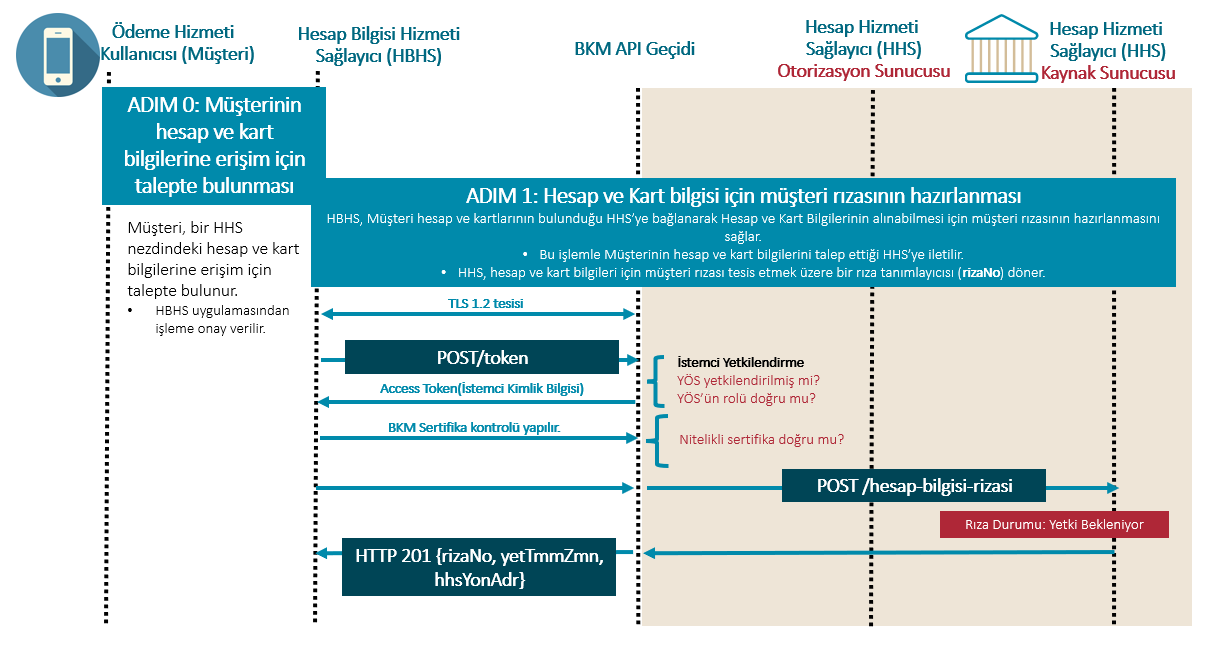 Ödeme Hizmeti
Kullanıcısı (Müşteri)
Hesap Bilgisi Hizmeti
Sağlayıcısı (HBHS)
BKM API Geçidi
Hesap Hizmeti
Sağlayıcı (HHS)
Otorizasyon Sunucusu
Hesap Hizmeti
Sağlayıcı (HHS)
Kaynak Sunucusu
ADIM 0: Müşterinin
hesap ve kart
bilgilerine erişim için
talepte bulunması
Müşteri, bir HHS
nezdindeki hesap ve kart
bilgilerine erişim için
talepte bulunur.
• HBHS uygulamasından
işleme onay verilir.
ADIM 1: Hesap ve Kart bilgisi için müşteri rızasının hazırlanması
HBHS, Müşteri hesap ve kartlarının bulunduğu HHS'ye bağlanarak Hesap ve Kart Bilgilerinin alınabilmesi için müşteri rızasının hazırlanmasını
sağlar.
• Bu işlemle Müşterinin hesap ve kart bilgilerini talep ettiği HHS'ye iletilir.
• HHS, hesap ve kart bilgileri için müşteri rızası tesis etmek üzere bir rıza tanımlayıcısı (rizaNo) döner.
TLS 1.2 tesisi
POST/token
İstemci Yetkilendirme
YÖS yetkilendirilmiş mi?
YÖS'ün rolü doğru mu?
Access Token(İstemci Kimlik Bilgisi)
BKM Sertifika kontrolü yapılır.
Nitelikli sertifika doğru mu?
POST /hesap-bilgisi-rizasi
Rıza Durumu: Yetki Bekleniyor
HTTP 201 {rizaNo, yetTmmZmn,
hhsYonAdr}